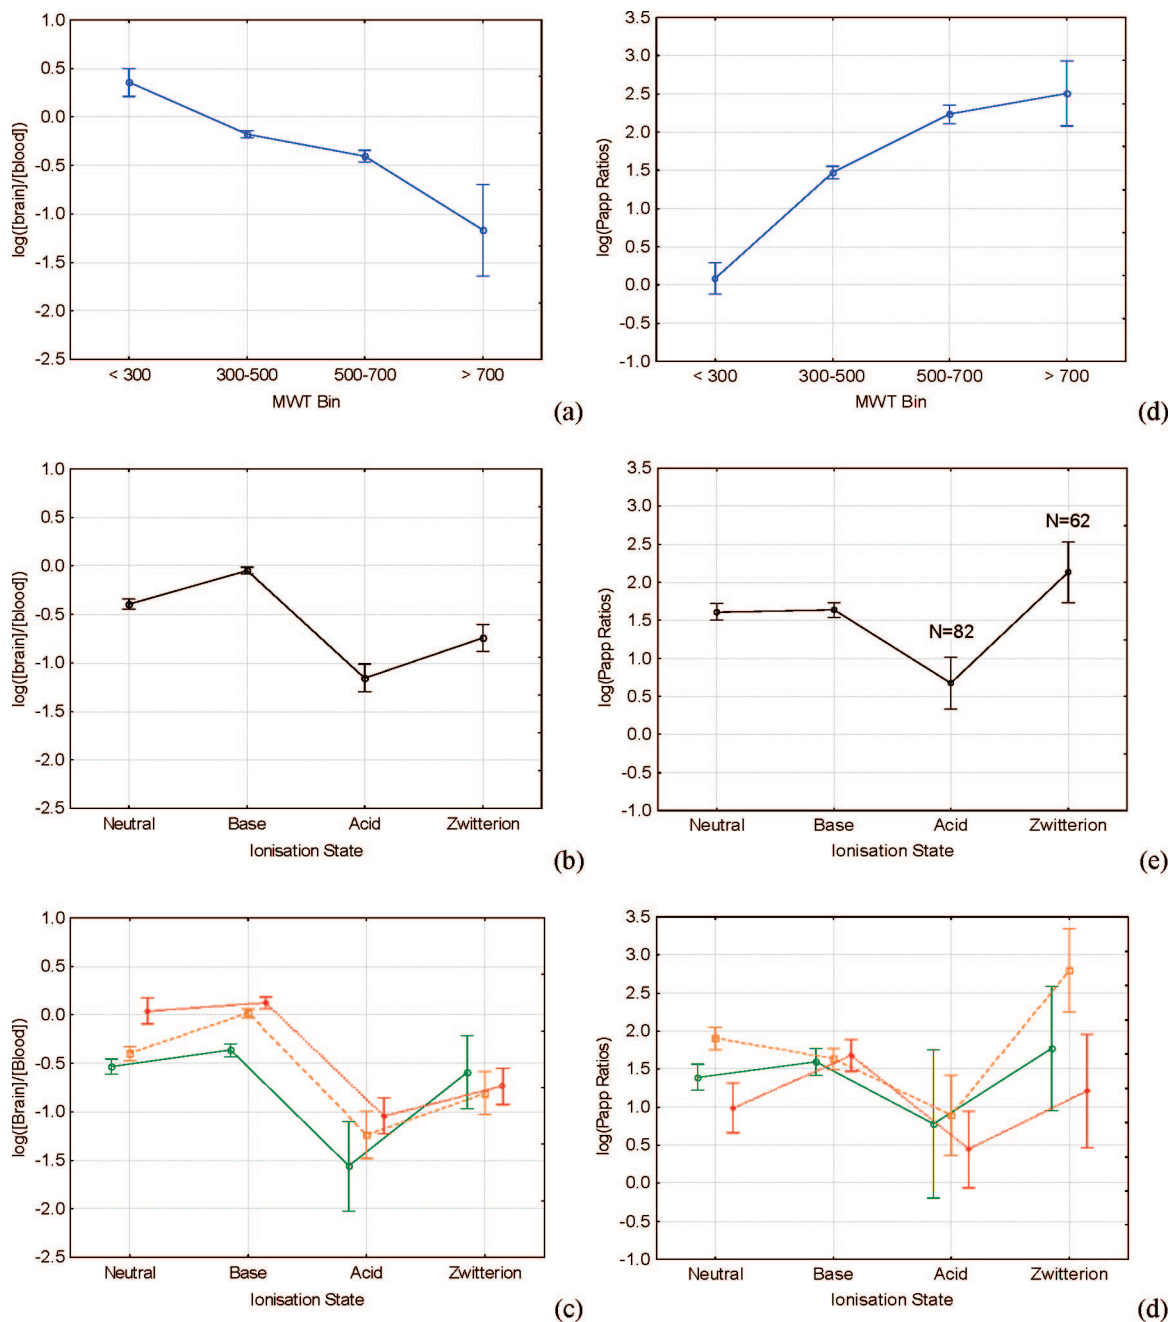 1.0
0.5
0.0
-0.5
-1.0
-1.5
-2.0
-2.5
log([brain]/[blood])
< 300 300-500 500-700 > 700
MWT Bin
(a)
3.5
3.0
2.5
2.0
1.5
1.0
0.5
0.0
-0.5
-1.0
log(Papp Ratios)
< 300 300-500 500-700 > 700
MWT Bin
(d)
1.0
0.5
0.0
-0.5
-1.0
-1.5
-2.0
-2.5
log([brain]/[blood])
Neutral Base Acid Zwitterion
Ionisation State
(b)
3.5
3.0
2.5
2.0
1.5
1.0
0.5
0.0
-0.5
-1.0
log(Papp Ratios)
N=62
N=82
Neutral Base Acid Zwitterion
Ionisation State
(e)
1.0
0.5
0.0
-0.5
-1.0
-1.5
-2.0
-2.5
log([Brain]/[Blood])
Neutral Base Acid Zwitterion
Ionisation State
(c)
3.5
3.0
2.5
2.0
1.5
1.0
0.5
0.0
-0.5
-1.0
log(Papp Ratios)
Neutral Base Acid Zwitterion
Ionisation State
(d)